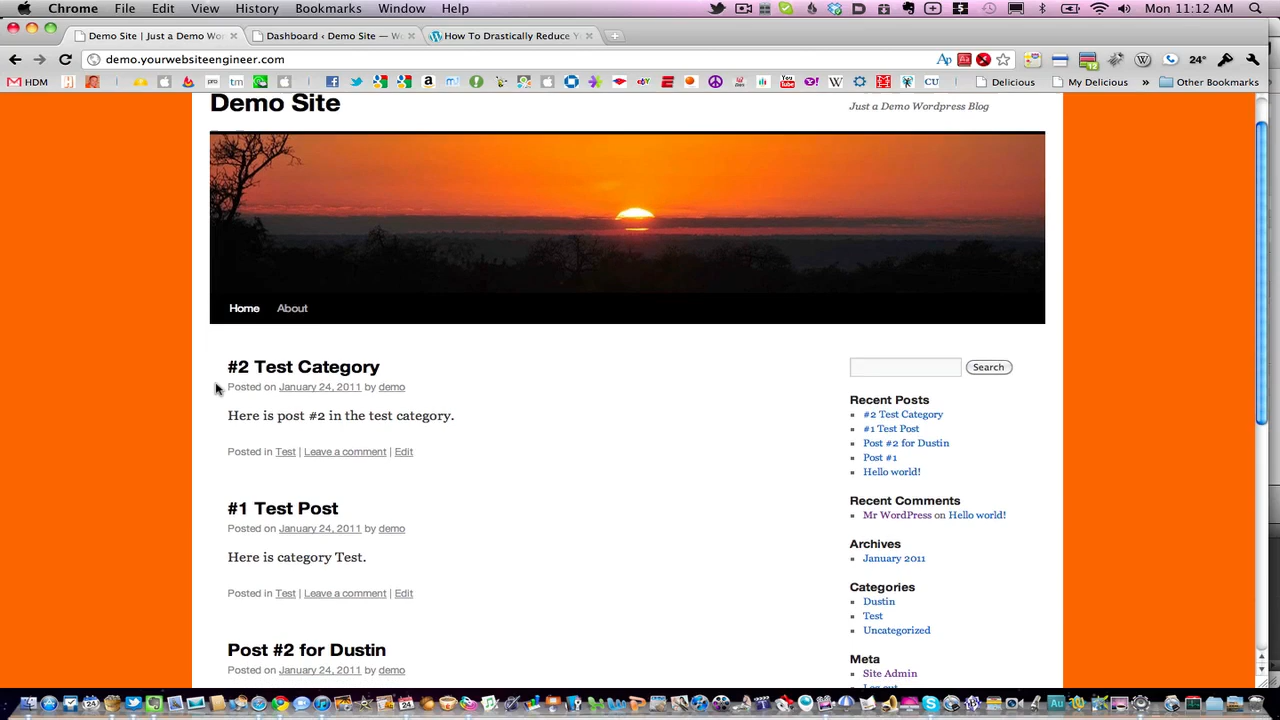 Chrome File Edit View History Bookmarks Window Help Mon 11:12 AM
Demo Site | Just a Demo Wor Dashboard ‹ Demo Site — W How To Drastically Reduce Y
demo.yourwebsiteengineer.com 24°
HDM pro tm Delicious My Delicious » Other Bookmarks
Demo Site
Just a Demo Wordpress Blog
Home About
#2 Test Category
Posted on January 24, 2011 by demo
Here is post #2 in the test category.
Posted in Test | Leave a comment | Edit
#1 Test Post
Posted on January 24, 2011 by demo
Here is category Test.
Posted in Test | Leave a comment | Edit
Post #2 for Dustin
Posted on January 24, 2011 by demo
Search
Recent Posts
#2 Test Category
#1 Test Post
Post #2 for Dustin
Post #1
Hello world!
Recent Comments
Mr WordPress on Hello world!
Archives
January 2011
Categories
Dustin
Test
Uncategorized
Meta
Site Admin
Log out